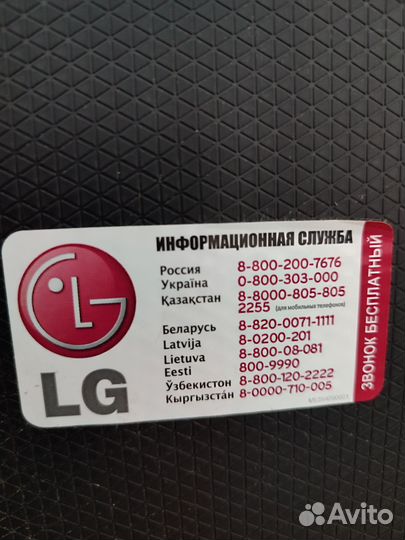 ИНФОРМАЦИОННАЯ СЛУЖБА
Россия 8-800-200-7676
Україна 0-800-303-000
Қазақстан 8-8000-805-805
2255 (для мобильных телефонов)
Беларусь 8-820-0071-1111
Latvija 8-0200-201
Lietuva 8-800-08-081
Eesti 800-9990
Ўзбекистон 8-800-120-2222
Кыргызстан 8-0000-710-005
LG
ЗВОНОК БЕСПЛАТНЫЙ
Avito